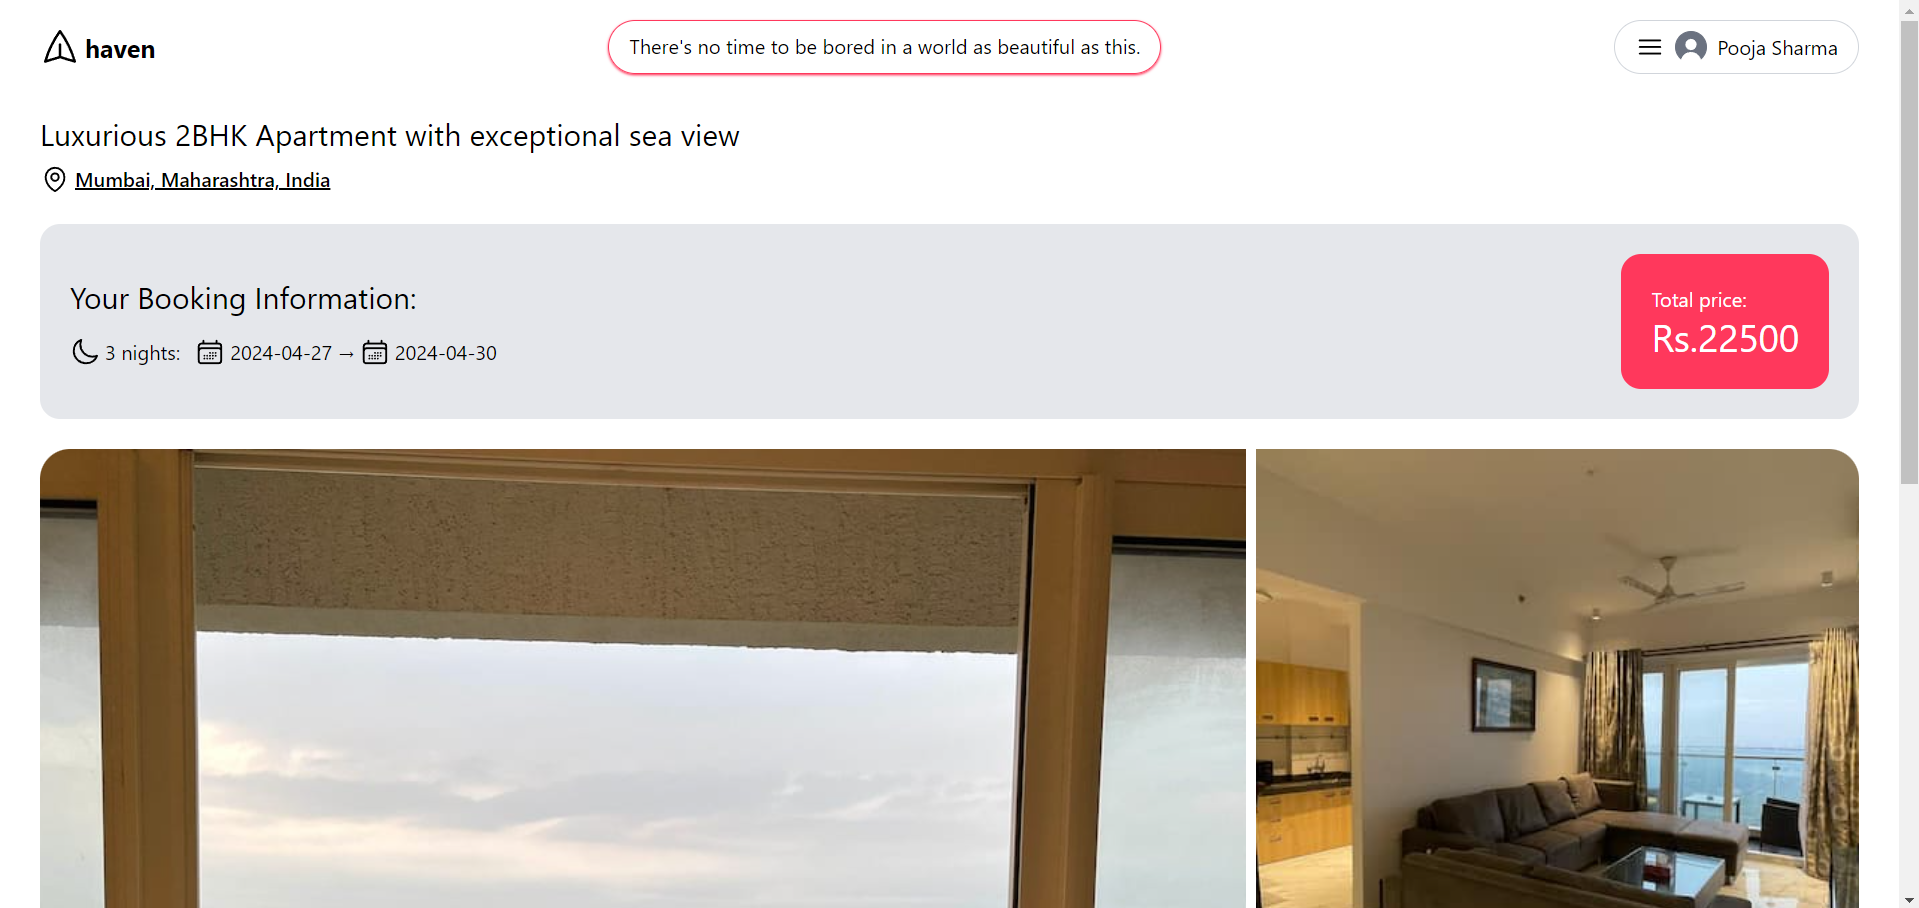 haven
There's no time to be bored in a world as beautiful as this.
Pooja Sharma
Luxurious 2BHK Apartment with exceptional sea view
Mumbai, Maharashtra, India
Your Booking Information:
3 nights: 2024-04-27 → 2024-04-30
Total price:
Rs.22500